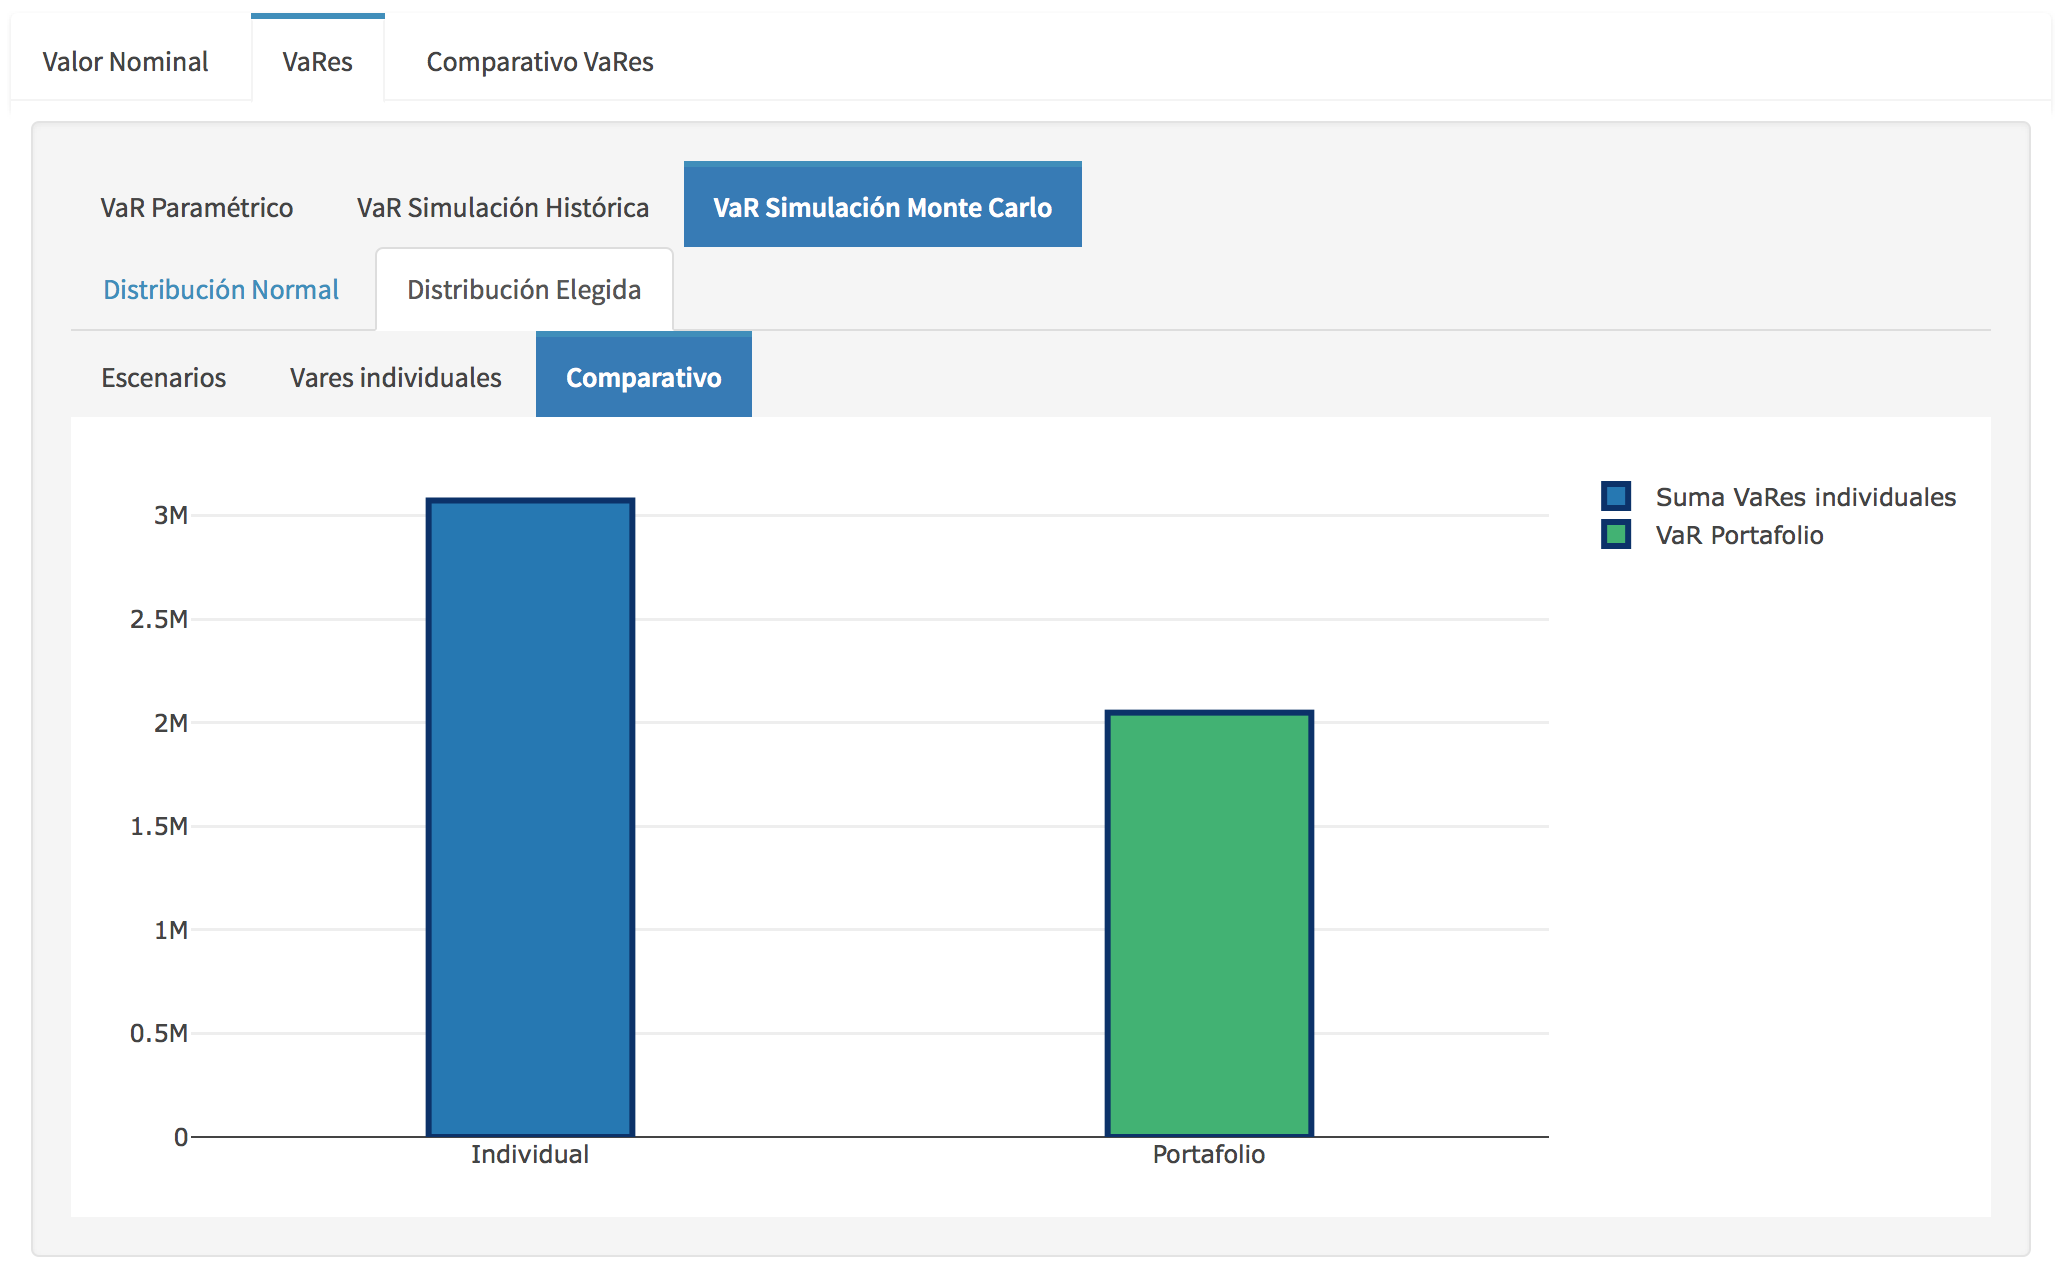 Valor Nominal VaRes Comparativo VaRes
VaR Paramétrico VaR Simulación Histórica VaR Simulación Monte Carlo
Distribución Normal Distribución Elegida
Escenarios Vares individuales Comparativo
Suma VaRes individuales
VaR Portafolio
3M
2.5M
2M
1.5M
1M
0.5M
0
Individual Portafolio